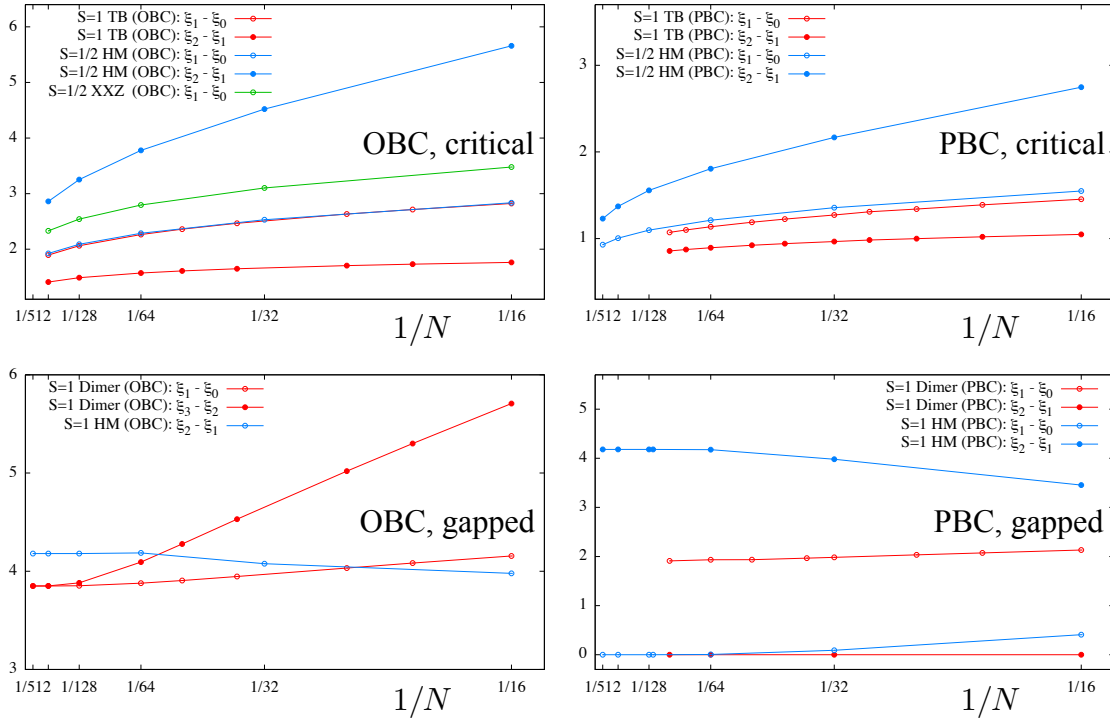 S=1 TB (OBC): ξ1 - ξ0
S=1 TB (OBC): ξ2 - ξ1
S=1/2 HM (OBC): ξ1 - ξ0
S=1/2 HM (OBC): ξ2 - ξ1
S=1/2 XXZ (OBC): ξ1 - ξ0
OBC, critical
6
5
4
3
2
1/512
1/128
1/64
1/32
1/N
1/16
S=1 TB (PBC): ξ1 - ξ0
S=1 TB (PBC): ξ2 - ξ1
S=1/2 HM (PBC): ξ1 - ξ0
S=1/2 HM (PBC): ξ2 - ξ1
PBC, critical
3
2
1
1/512
1/128
1/64
1/32
1/N
1/16
S=1 Dimer (OBC): ξ1 - ξ0
S=1 Dimer (OBC): ξ3 - ξ2
S=1 HM (OBC): ξ2 - ξ1
OBC, gapped
6
5
4
3
1/512
1/128
1/64
1/32
1/N
1/16
S=1 Dimer (PBC): ξ1 - ξ0
S=1 Dimer (PBC): ξ2 - ξ1
S=1 HM (PBC): ξ1 - ξ0
S=1 HM (PBC): ξ2 - ξ1
PBC, gapped
5
4
3
2
1
0
1/512
1/128
1/64
1/32
1/N
1/16